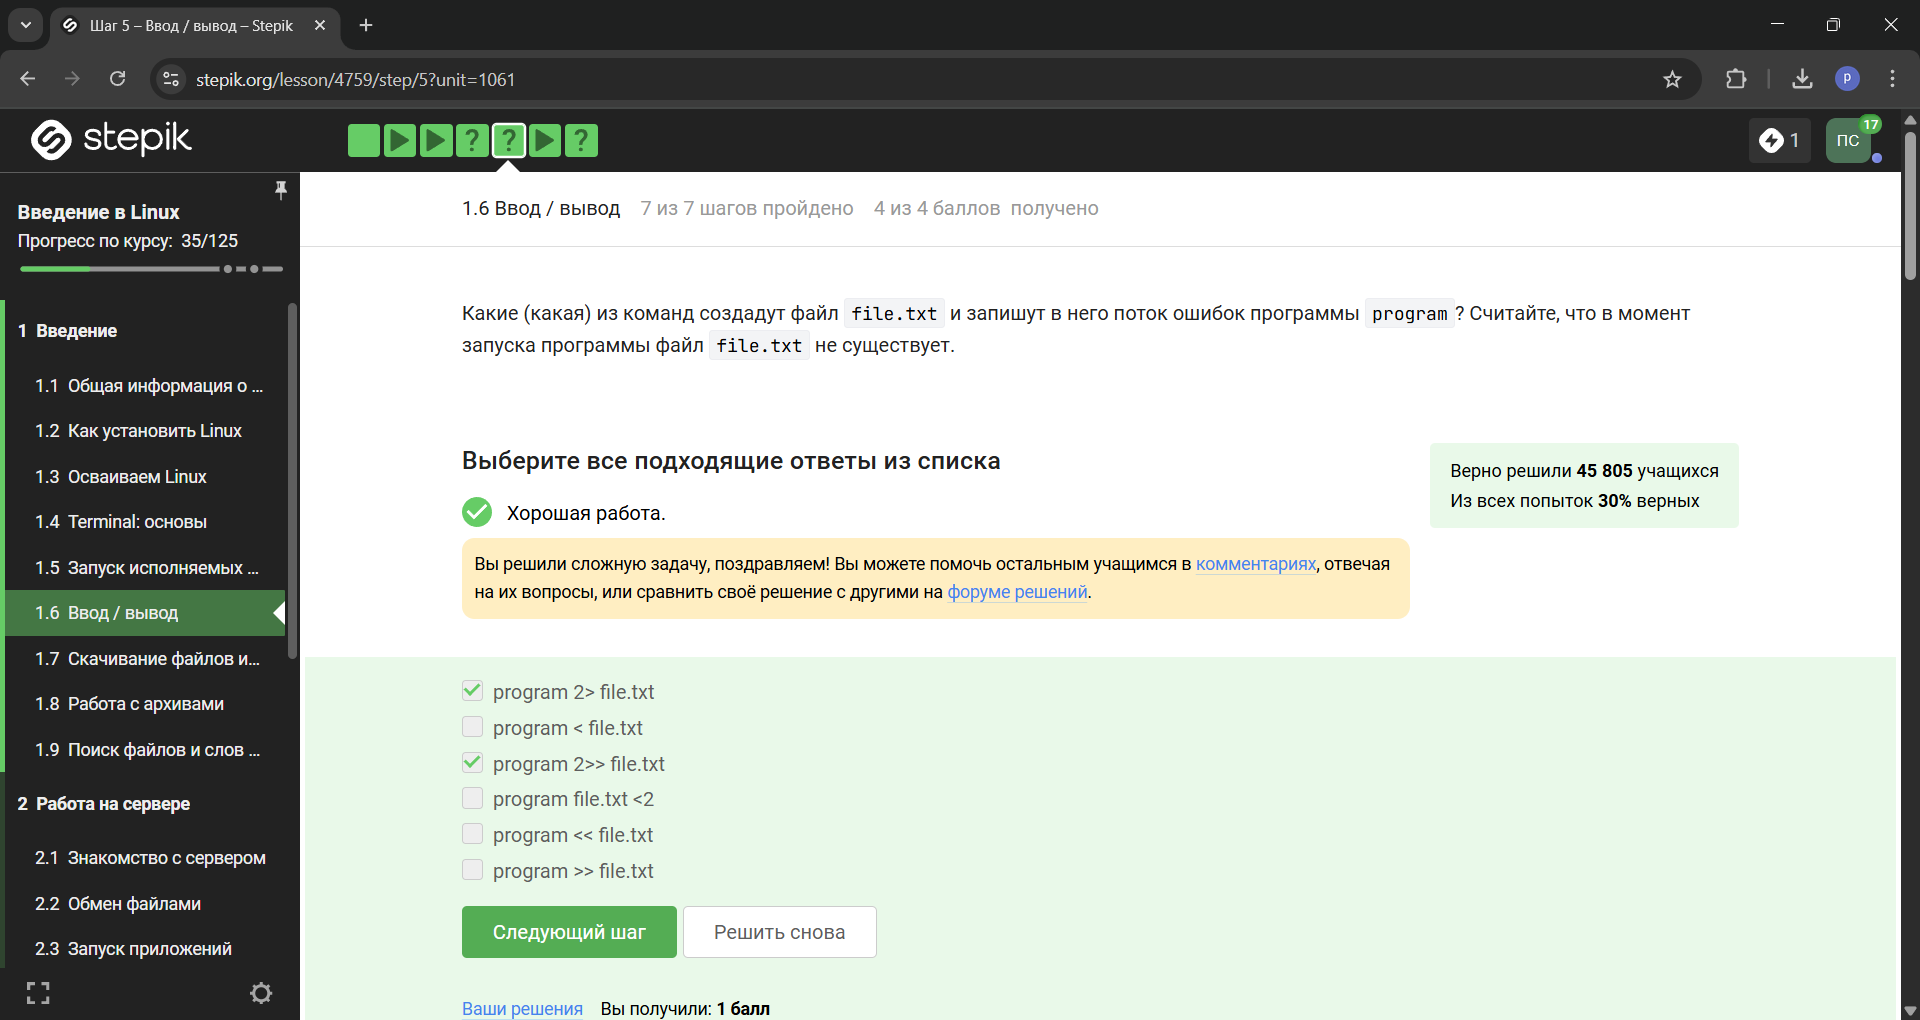 Шаг 5 – Ввод / вывод – Stepik
stepik.org/lesson/4759/step/5?unit=1061
P
stepik
? ? ?
1
ПС
17
Введение в Linux
Прогресс по курсу: 35/125
1 Введение
1.1 Общая информация о ...
1.2 Как установить Linux
1.3 Осваиваем Linux
1.4 Terminal: основы
1.5 Запуск исполняемых ...
1.6 Ввод / вывод
1.7 Скачивание файлов и...
1.8 Работа с архивами
1.9 Поиск файлов и слов ...
2 Работа на сервере
2.1 Знакомство с сервером
2.2 Обмен файлами
2.3 Запуск приложений
1.6 Ввод / вывод 7 из 7 шагов пройдено 4 из 4 баллов получено
Какие (какая) из команд создадут файл file.txt и запишут в него поток ошибок программы program? Считайте, что в момент
запуска программы файл file.txt не существует.
Выберите все подходящие ответы из списка
Верно решили 45 805 учащихся
Из всех попыток 30% верных
Хорошая работа.
Вы решили сложную задачу, поздравляем! Вы можете помочь остальным учащимся в комментариях, отвечая
на их вопросы, или сравнить своё решение с другими на форуме решений.
program 2> file.txt
program < file.txt
program 2>> file.txt
program file.txt <2
program << file.txt
program >> file.txt
Следующий шаг
Решить снова
Ваши решения Вы получили: 1 балл